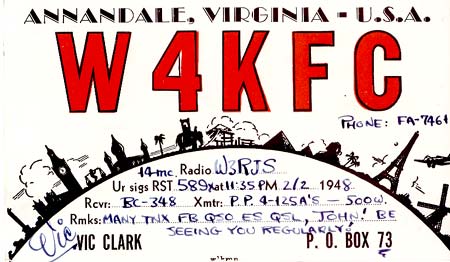 ANNANDALE, VIRGINIA - U.S.A.
W4KFC
PHONE: FA-7461
14 mc. Radio W3RJS
Ur sigs RST 589x at 11:35 PM 2/2 1948
Rcvr: BC-348 Xmtr: P.P. 4-125A'S — 500W.
Rmks: MANY TNX FB QSO ES QSL, JOHN! BE
SEEING YOU REGULARLY!
Vic
VIC CLARK P. O. BOX 73